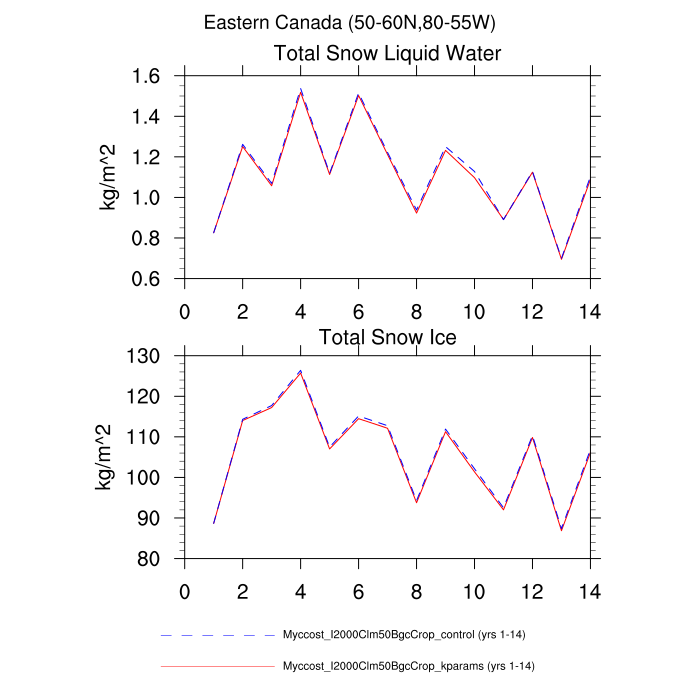 Eastern Canada (50-60N,80-55W)
Total Snow Liquid Water
1.6
1.4
1.2
1.0
0.8
0.6
kg/m^2
0 2 4 6 8 10 12 14
Total Snow Ice
130
120
110
100
90
80
kg/m^2
0 2 4 6 8 10 12 14
Myccost_I2000Clm50BgcCrop_control (yrs 1-14)
Myccost_I2000Clm50BgcCrop_kparams (yrs 1-14)